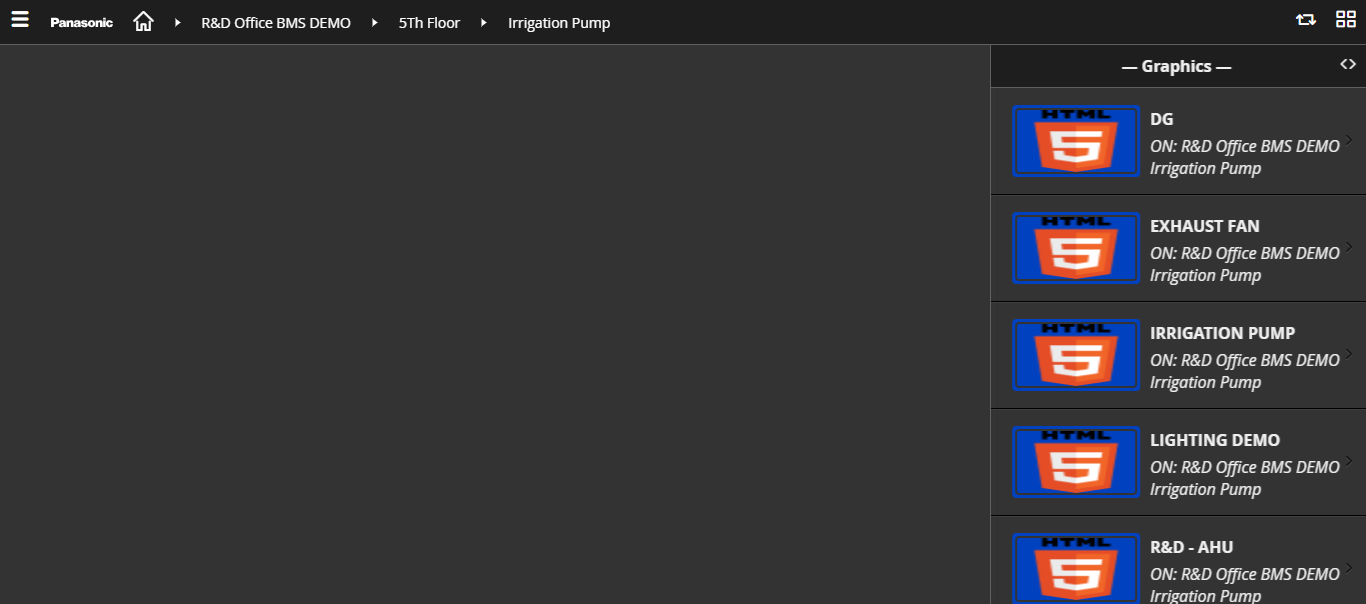 Panasonic R&D Office BMS DEMO 5Th Floor Irrigation Pump
— Graphics —
HTML
5
DG
ON: R&D Office BMS DEMO
Irrigation Pump
HTML
5
EXHAUST FAN
ON: R&D Office BMS DEMO
Irrigation Pump
HTML
5
IRRIGATION PUMP
ON: R&D Office BMS DEMO
Irrigation Pump
HTML
5
LIGHTING DEMO
ON: R&D Office BMS DEMO
Irrigation Pump
HTML
5
R&D - AHU
ON: R&D Office BMS DEMO
Irrigation Pump